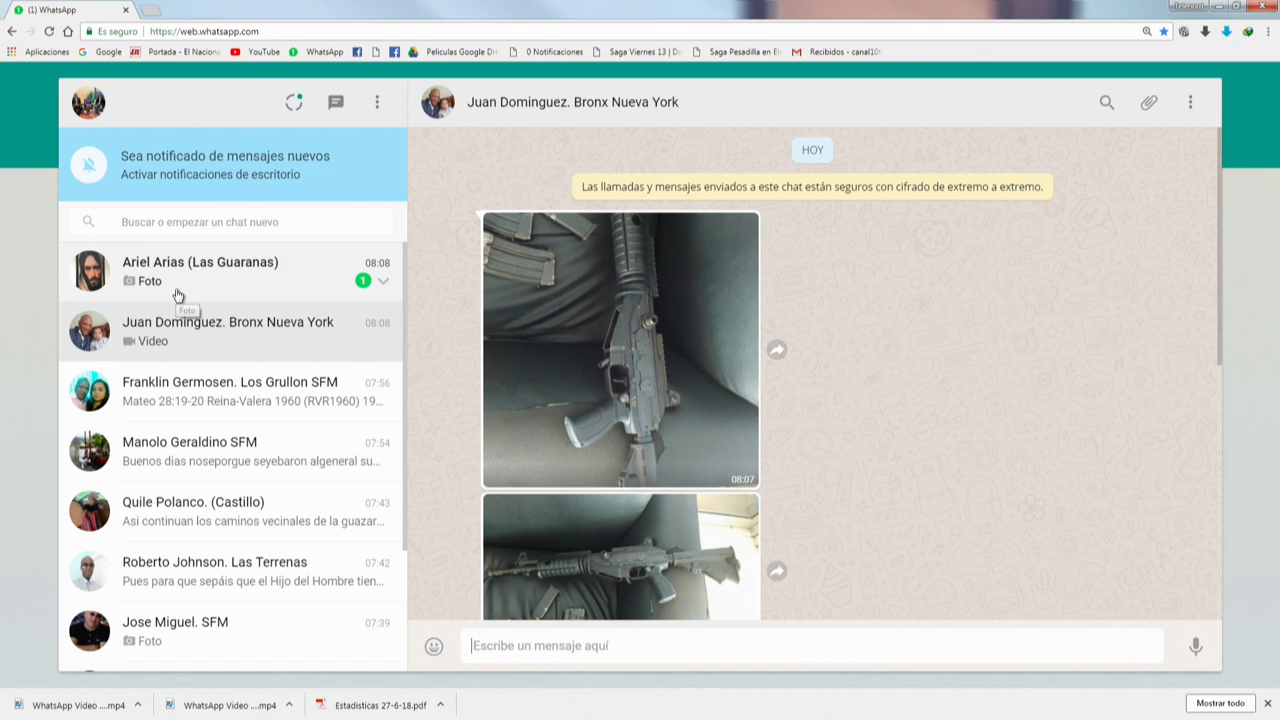 (1) WhatsApp
Telenord
Es seguro
https://web.whatsapp.com
Aplicaciones
Google
Portada - El Naciona
YouTube
WhatsApp
Peliculas Google Dri
0 Notificaciones
Saga Viernes 13 | Do
Saga Pesadilla en El
Recibidos - canal10t
Juan Dominguez. Bronx Nueva York
Sea notificado de mensajes nuevos
Activar notificaciones de escritorio
Buscar o empezar un chat nuevo
Ariel Arias (Las Guaranas) 08:08
Foto 1
Foto
Juan Dominguez. Bronx Nueva York 08:08
Video
Franklin Germosen. Los Grullon SFM 07:56
Mateo 28:19-20 Reina-Valera 1960 (RVR1960) 19...
Manolo Geraldino SFM 07:54
Buenos dias noseporgue seyebaron algeneral su...
Quile Polanco. (Castillo) 07:43
Asi continuan los caminos vecinales de la guazar...
Roberto Johnson. Las Terrenas 07:42
Pues para que sepáis que el Hijo del Hombre tien...
Jose Miguel. SFM 07:39
Foto
HOY
Las llamadas y mensajes enviados a este chat están seguros con cifrado de extremo a extremo.
08:07
Escribe un mensaje aquí
WhatsApp Video ....mp4
WhatsApp Video ....mp4
Estadisticas 27-6-18.pdf
Mostrar todo